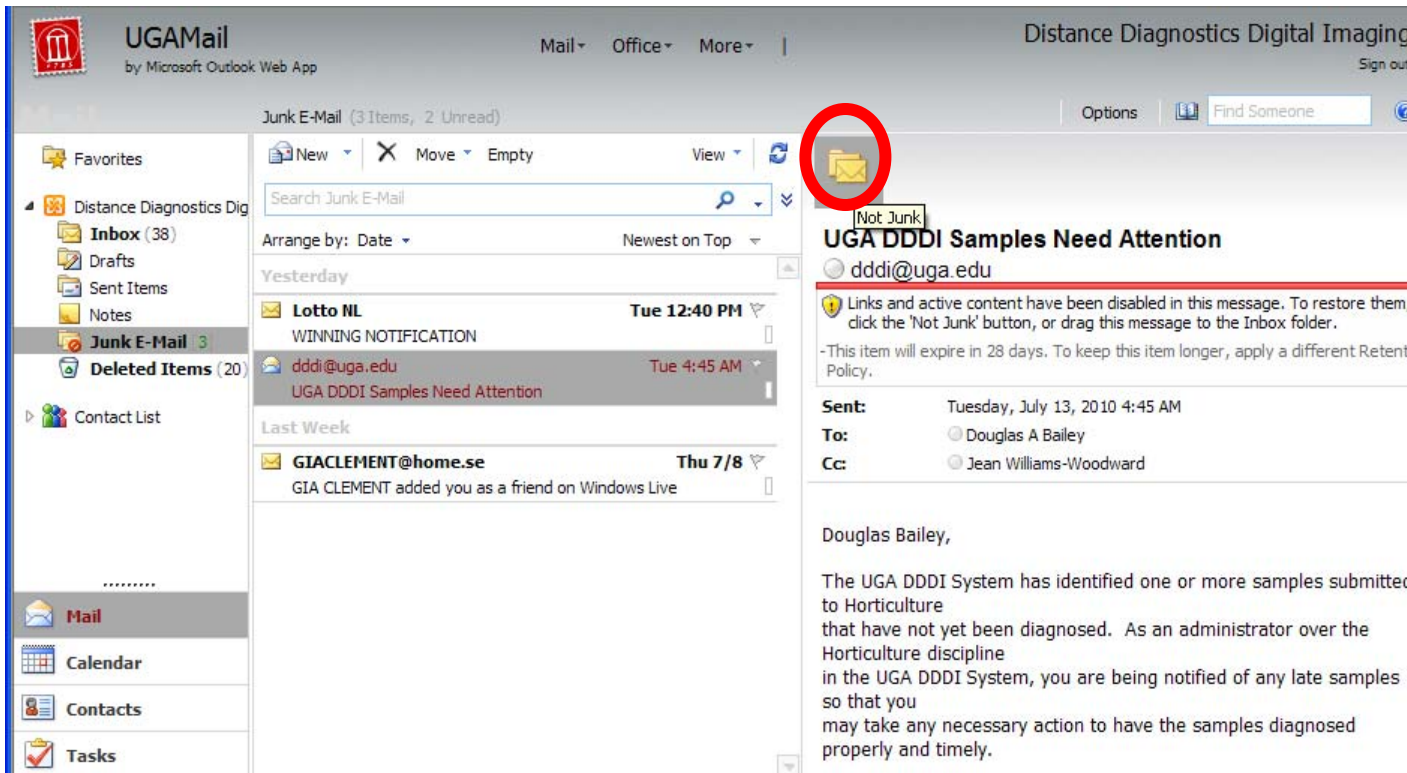 UGAMail
by Microsoft Outlook Web App
Mail
Office
More
|
Distance Diagnostics Digital Imaging
Sign out
Junk E-Mail (3 Items, 2 Unread)
Options
Find Someone
Favorites
Distance Diagnostics Dig
Inbox (38)
Drafts
Sent Items
Notes
Junk E-Mail [3]
Deleted Items (20)
Contact List
Mail
Calendar
Contacts
Tasks
New
Move
Empty
View
Search Junk E-Mail
Arrange by: Date
Newest on Top
Yesterday
Lotto NL
Tue 12:40 PM
WINNING NOTIFICATION
dddi@uga.edu
Tue 4:45 AM
UGA DDDI Samples Need Attention
Last Week
GIACLEMENT@home.se
Thu 7/8
GIA CLEMENT added you as a friend on Windows Live
Not Junk
UGA DDDI Samples Need Attention
dddi@uga.edu
Links and active content have been disabled in this message. To restore them,
click the 'Not Junk' button, or drag this message to the Inbox folder.
-This item will expire in 28 days. To keep this item longer, apply a different Retent
Policy.
Sent: Tuesday, July 13, 2010 4:45 AM
To: Douglas A Bailey
Cc: Jean Williams-Woodward
Douglas Bailey,
The UGA DDDI System has identified one or more samples submitted
to Horticulture
that have not yet been diagnosed. As an administrator over the
Horticulture discipline
in the UGA DDDI System, you are being notified of any late samples
so that you
may take any necessary action to have the samples diagnosed
properly and timely.